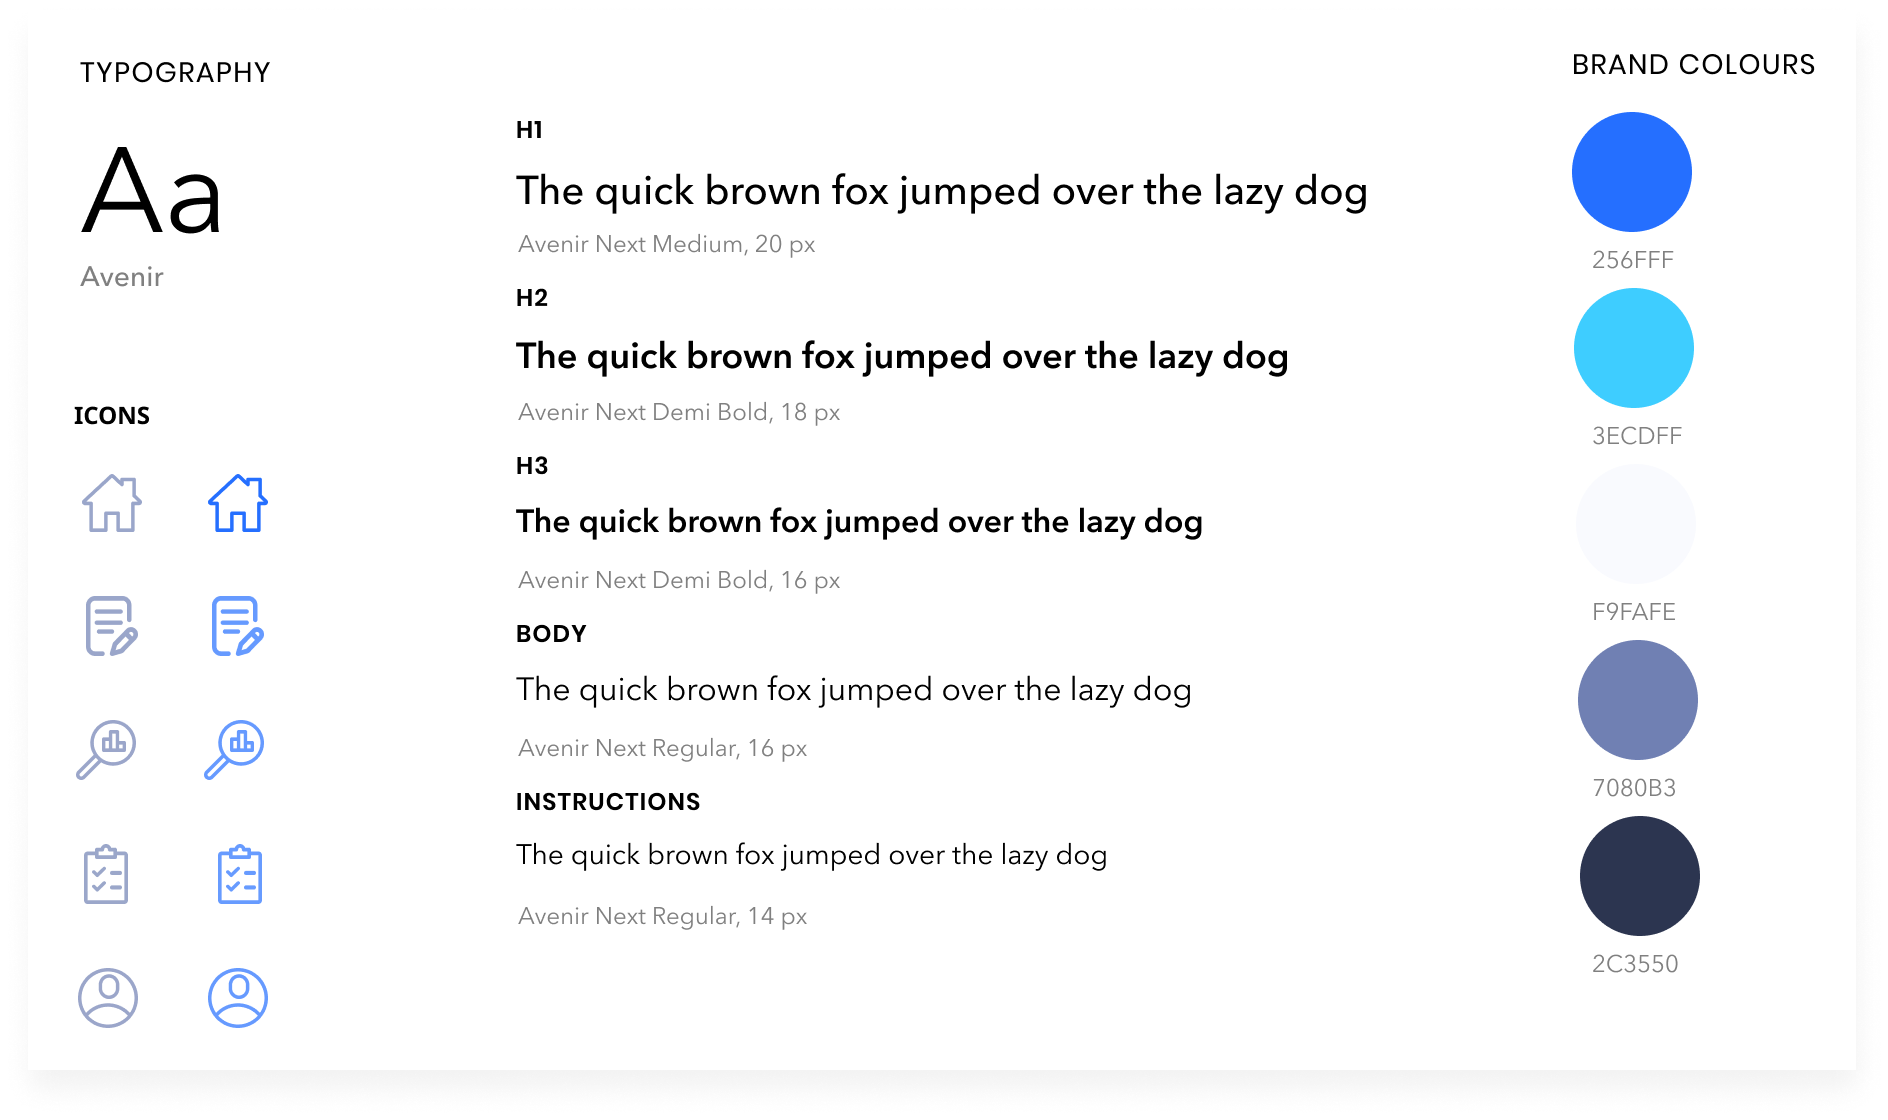 TYPOGRAPHY
Aa
Avenir
ICONS
H1
The quick brown fox jumped over the lazy dog
Avenir Next Medium, 20 px
H2
The quick brown fox jumped over the lazy dog
Avenir Next Demi Bold, 18 px
H3
The quick brown fox jumped over the lazy dog
Avenir Next Demi Bold, 16 px
BODY
The quick brown fox jumped over the lazy dog
Avenir Next Regular, 16 px
INSTRUCTIONS
The quick brown fox jumped over the lazy dog
Avenir Next Regular, 14 px
BRAND COLOURS
256FFF
3ECDFF
F9FAFE
7080B3
2C3550